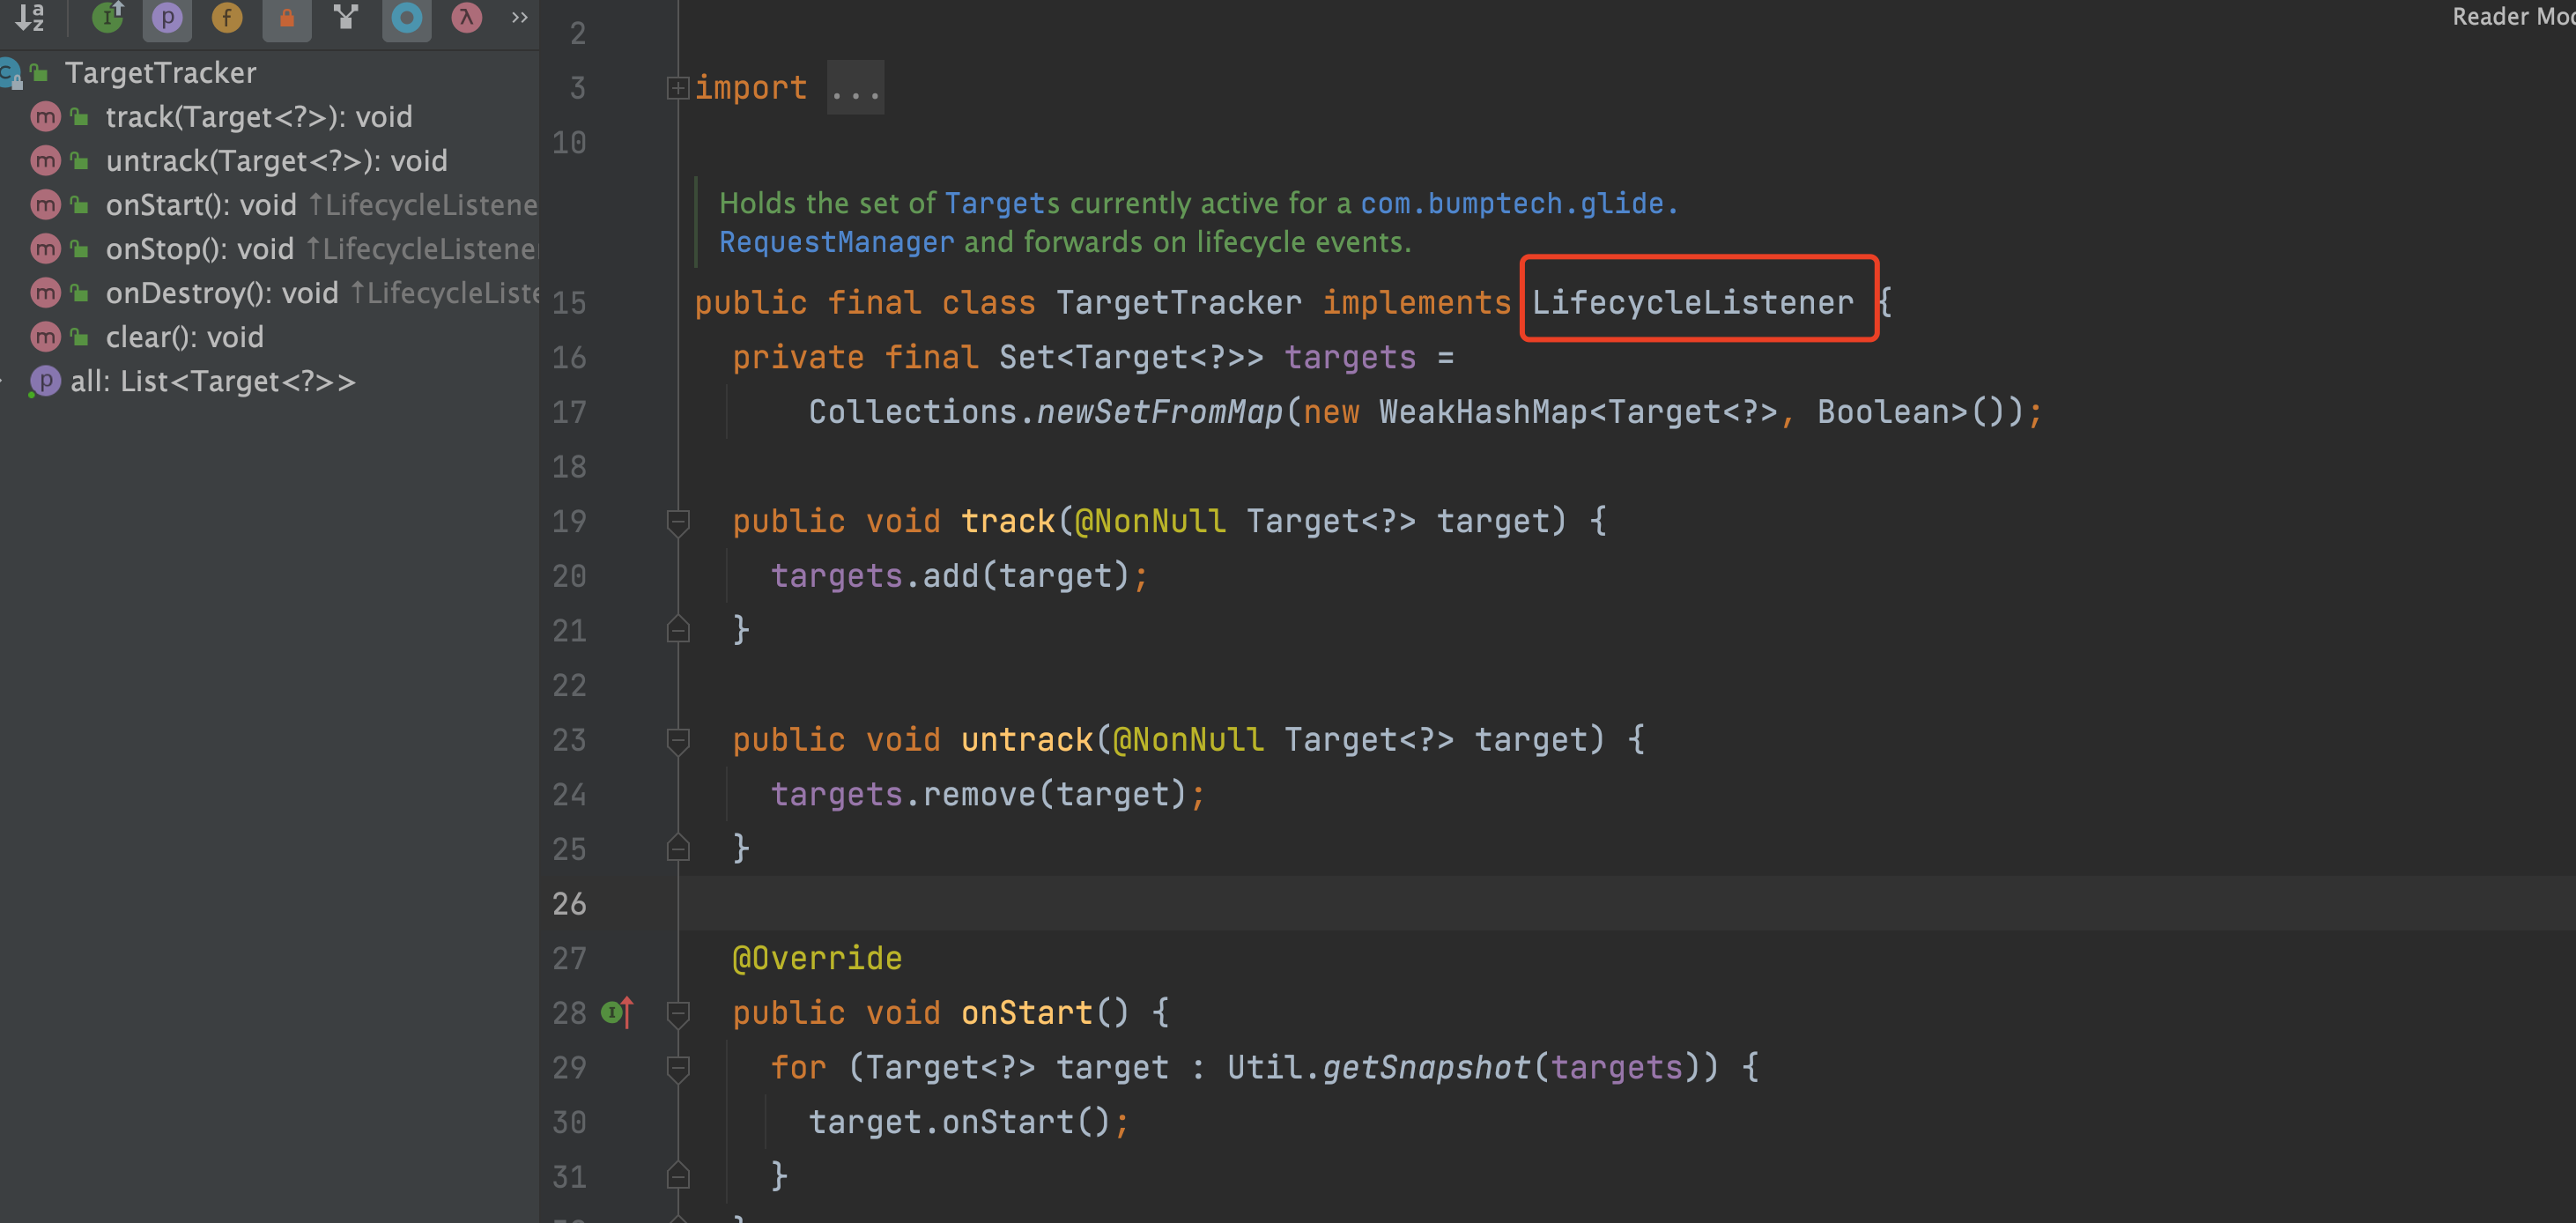 TargetTracker
track(Target<?>): void
untrack(Target<?>): void
onStart(): void ↑LifecycleListene
onStop(): void ↑LifecycleListene
onDestroy(): void ↑LifecycleListe
clear(): void
all: List<Target<?>>
Reader Mod
2
3 import ...
10
Holds the set of Targets currently active for a com.bumptech.glide.
RequestManager and forwards on lifecycle events.
15 public final class TargetTracker implements LifecycleListener {
16 private final Set<Target<?>> targets =
17 Collections.newSetFromMap(new WeakHashMap<Target<?>, Boolean>());
18
19 public void track(@NonNull Target<?> target) {
20 targets.add(target);
21 }
22
23 public void untrack(@NonNull Target<?> target) {
24 targets.remove(target);
25 }
26
27 @Override
28 public void onStart() {
29 for (Target<?> target : Util.getSnapshot(targets)) {
30 target.onStart();
31 }